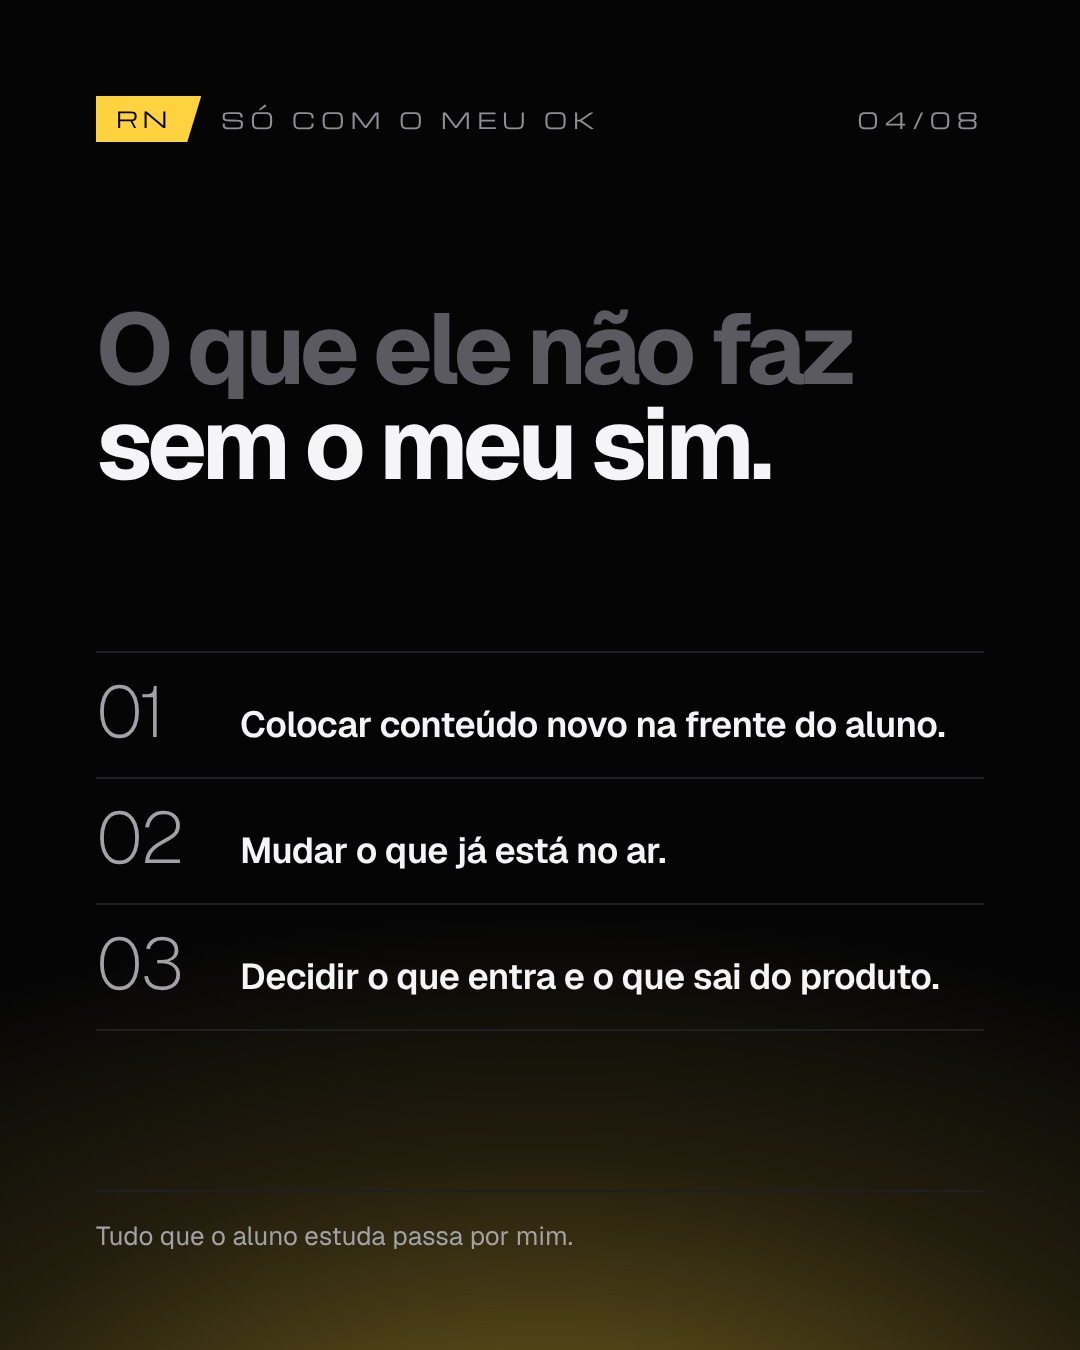 RN SÓ COM O MEU OK 04/08
O que ele não faz
sem o meu sim.
01 Colocar conteúdo novo na frente do aluno.
02 Mudar o que já está no ar.
03 Decidir o que entra e o que sai do produto.
Tudo que o aluno estuda passa por mim.